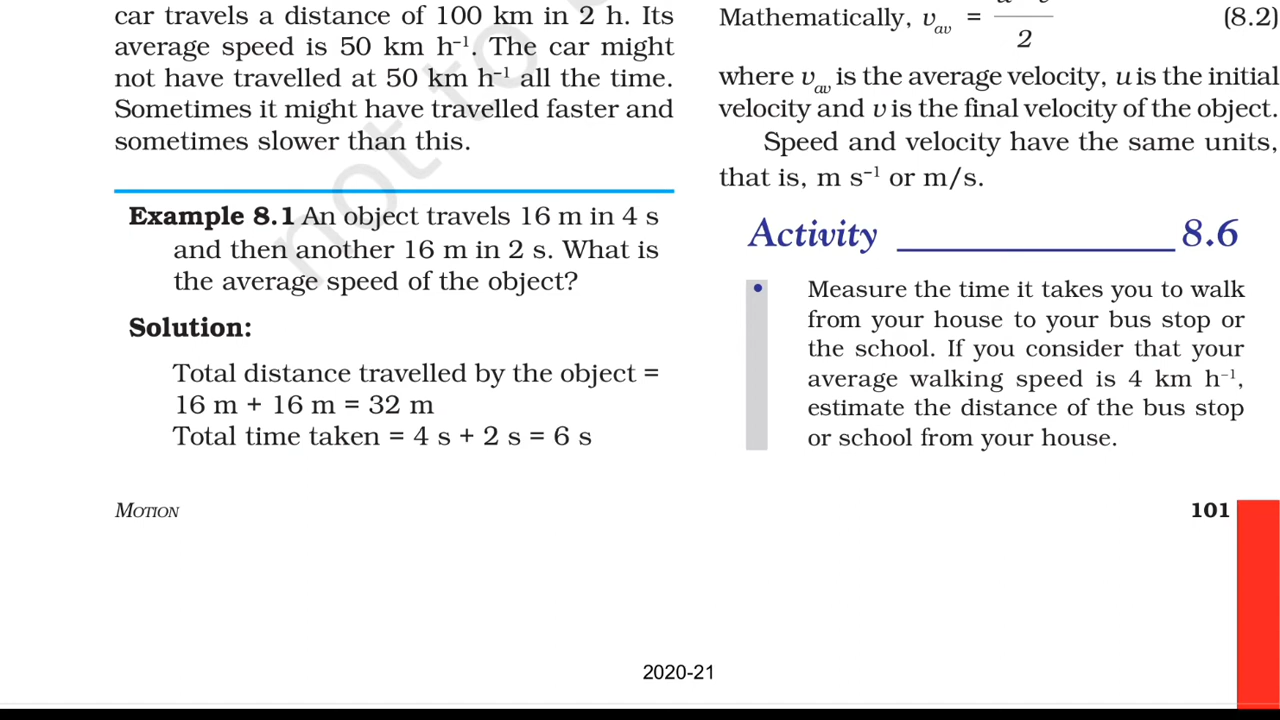 car travels a distance of 100 km in 2 h. Its
average speed is 50 km h⁻¹. The car might
not have travelled at 50 km h⁻¹ all the time.
Sometimes it might have travelled faster and
sometimes slower than this.
Example 8.1 An object travels 16 m in 4 s
and then another 16 m in 2 s. What is
the average speed of the object?
Solution:
Total distance travelled by the object =
16 m + 16 m = 32 m
Total time taken = 4 s + 2 s = 6 s
Mathematically, v_av = / 2 (8.2)
where v_av is the average velocity, u is the initial
velocity and v is the final velocity of the object.
Speed and velocity have the same units,
that is, m s⁻¹ or m/s.
Activity 8.6
• Measure the time it takes you to walk
from your house to your bus stop or
the school. If you consider that your
average walking speed is 4 km h⁻¹,
estimate the distance of the bus stop
or school from your house.
MOTION
101
2020-21
not to